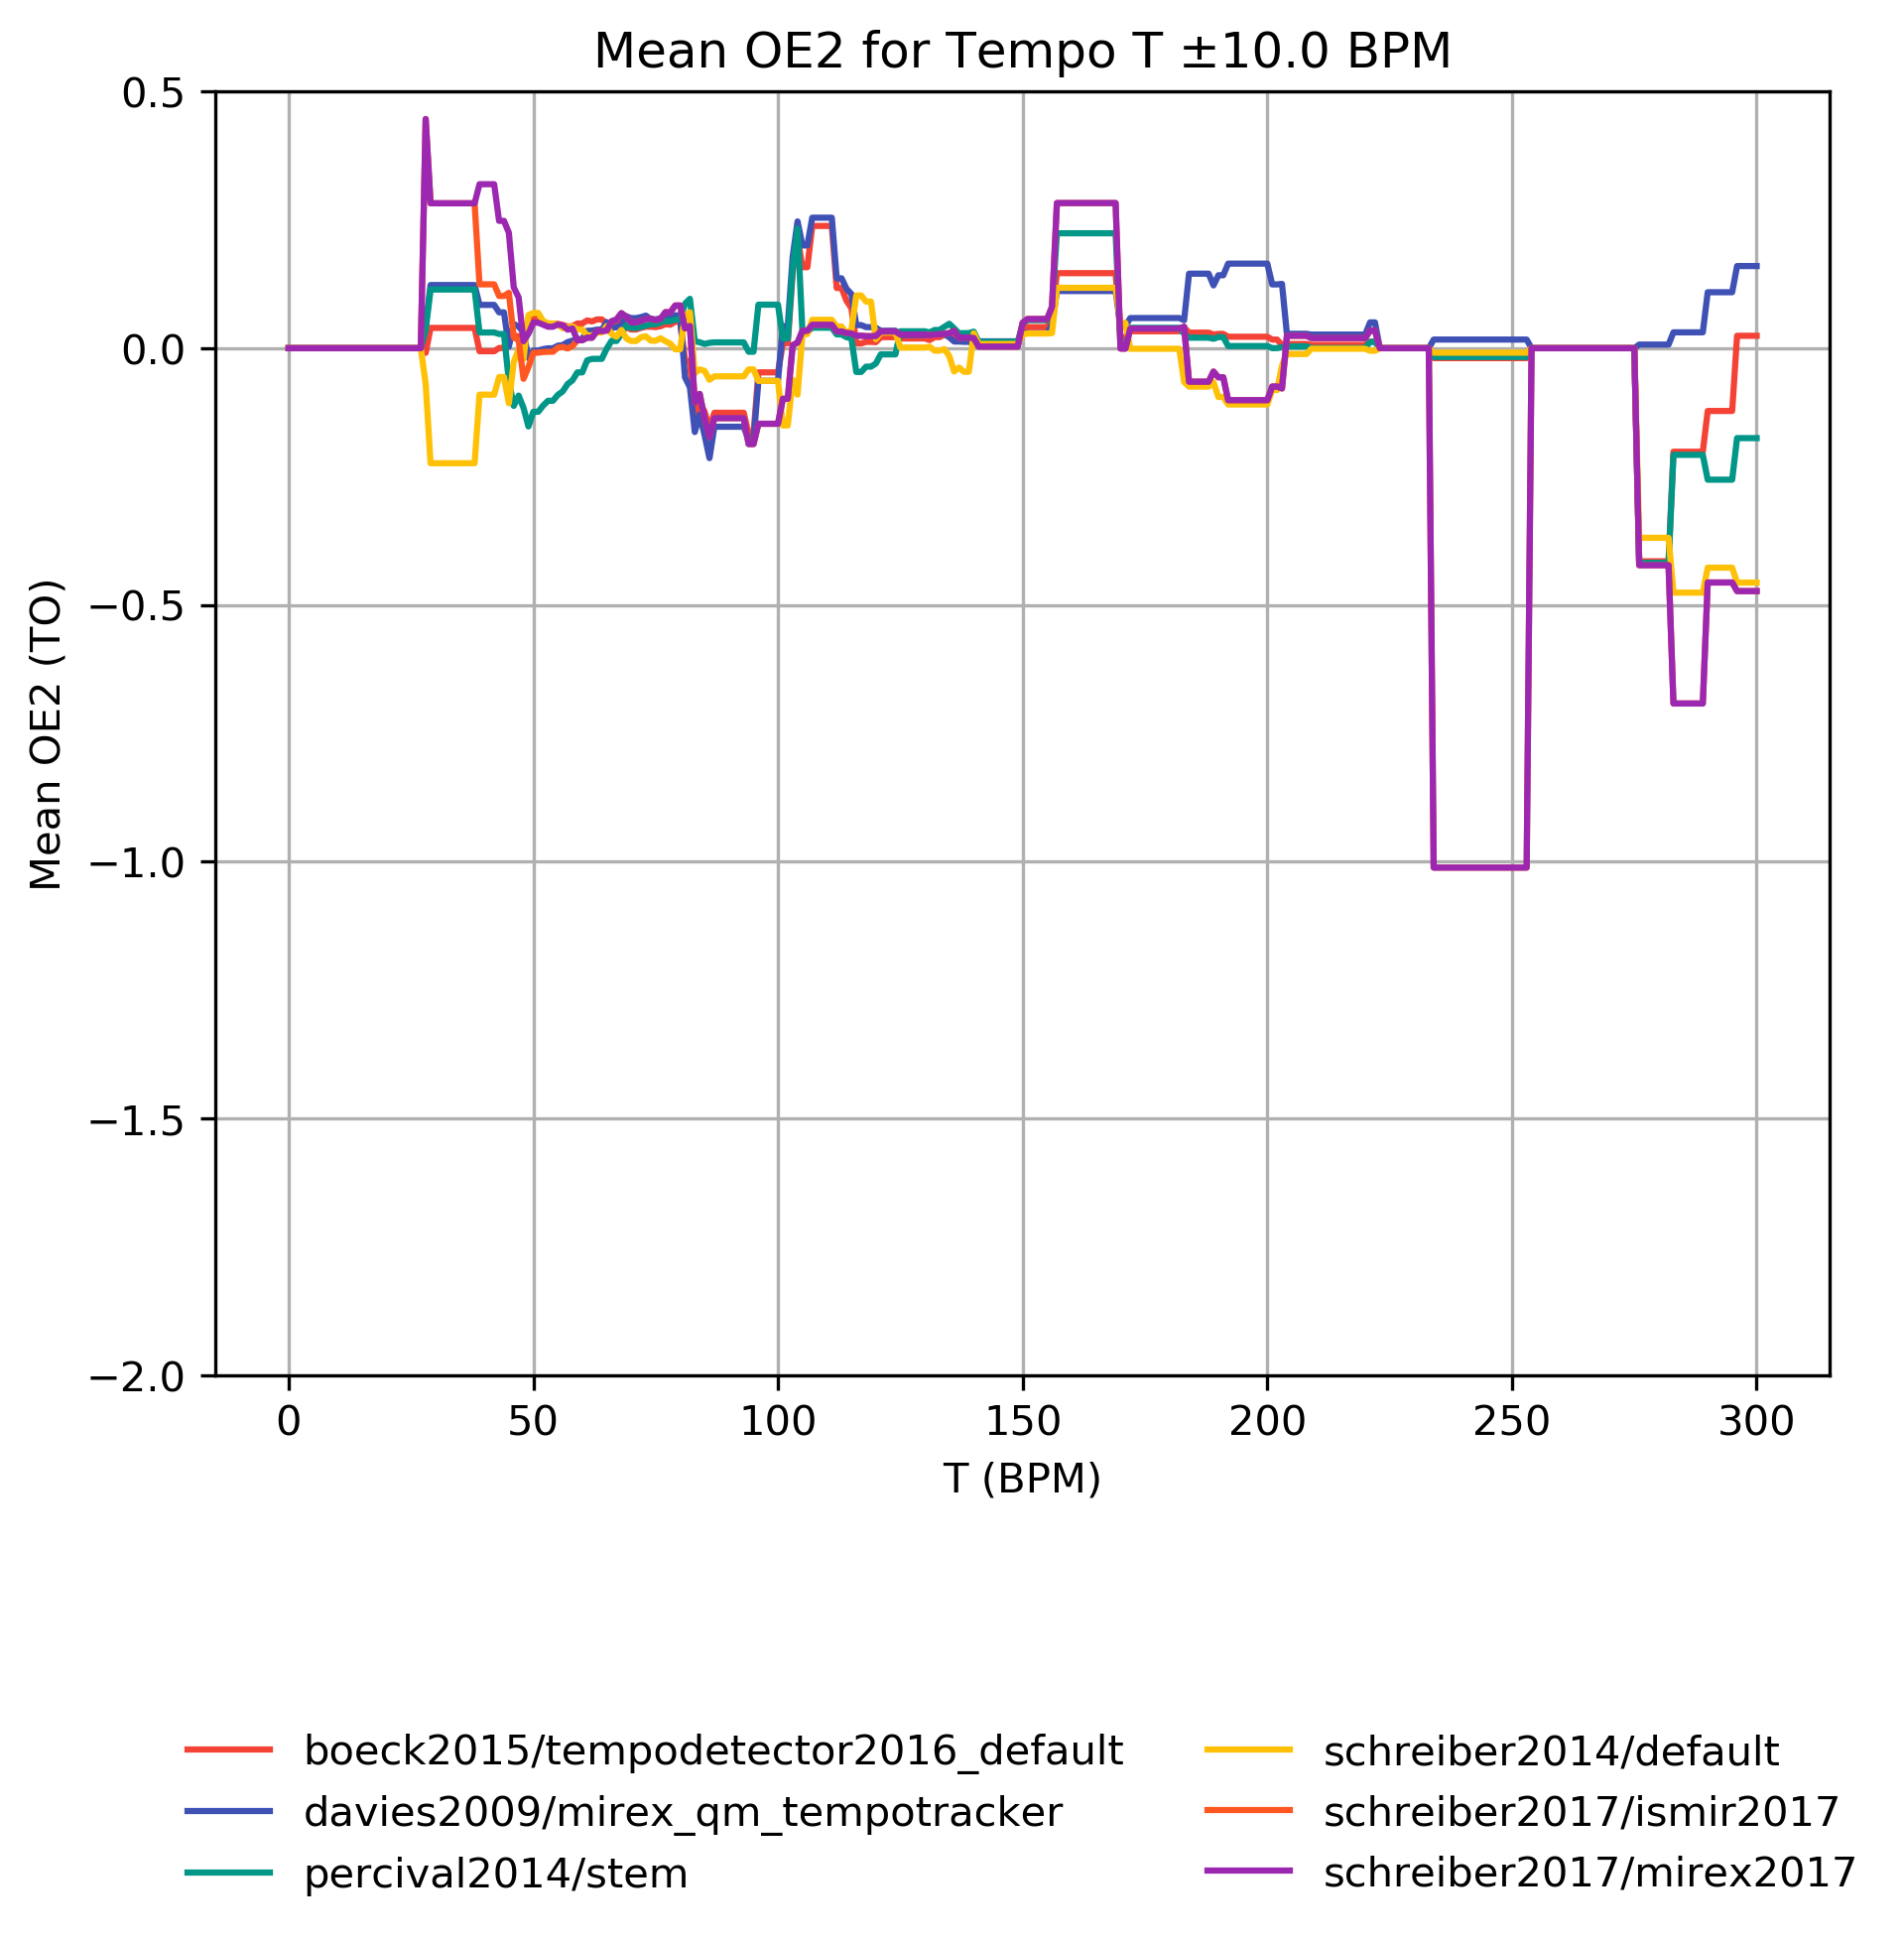 Mean OE2 for Tempo T ±10.0 BPM
0.5
0.0
−0.5
−1.0
−1.5
−2.0
Mean OE2 (TO)
0 50 100 150 200 250 300
T (BPM)
boeck2015/tempodetector2016_default
davies2009/mirex_qm_tempotracker
percival2014/stem
schreiber2014/default
schreiber2017/ismir2017
schreiber2017/mirex2017